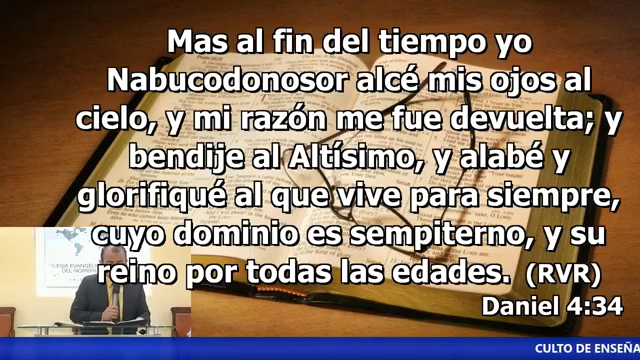 Mas al fin del tiempo yo
Nabucodonosor alcé mis ojos al
cielo, y mi razón me fue devuelta; y
bendije al Altísimo, y alabé y
glorifiqué al que vive para siempre,
cuyo dominio es sempiterno, y su
reino por todas las edades. (RVR)
Daniel 4:34
DEL NOMBRE
CULTO DE ENSEÑA